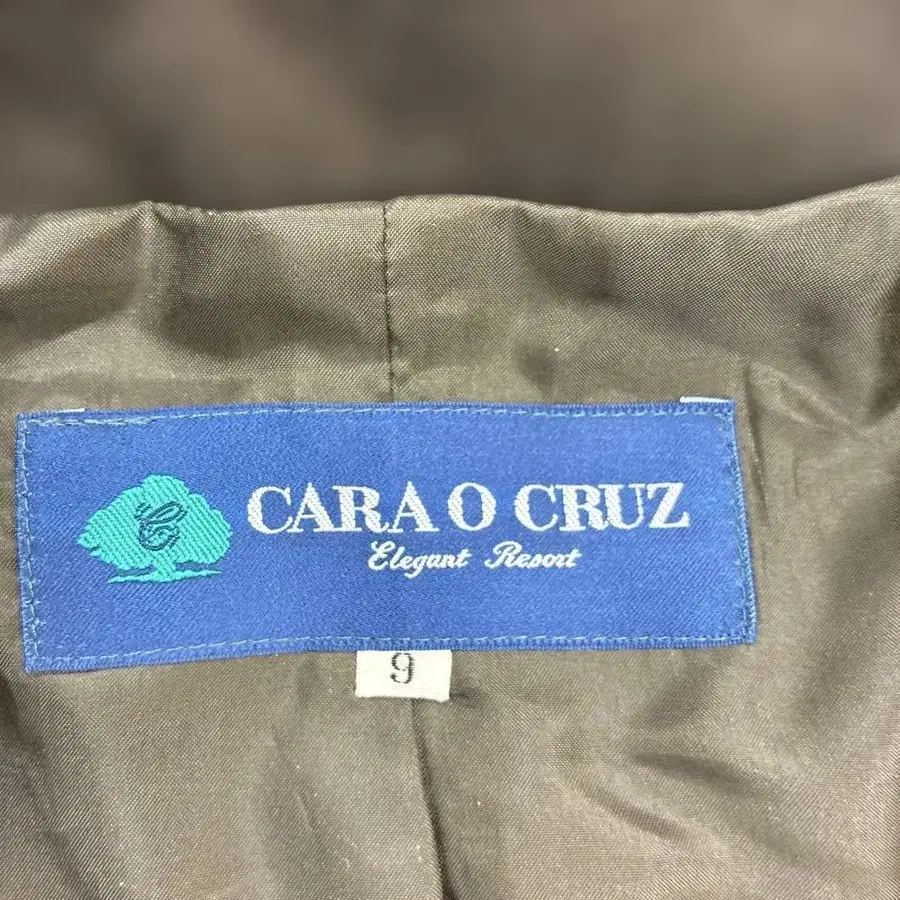 C
CARA O CRUZ
Elegant Resort
9